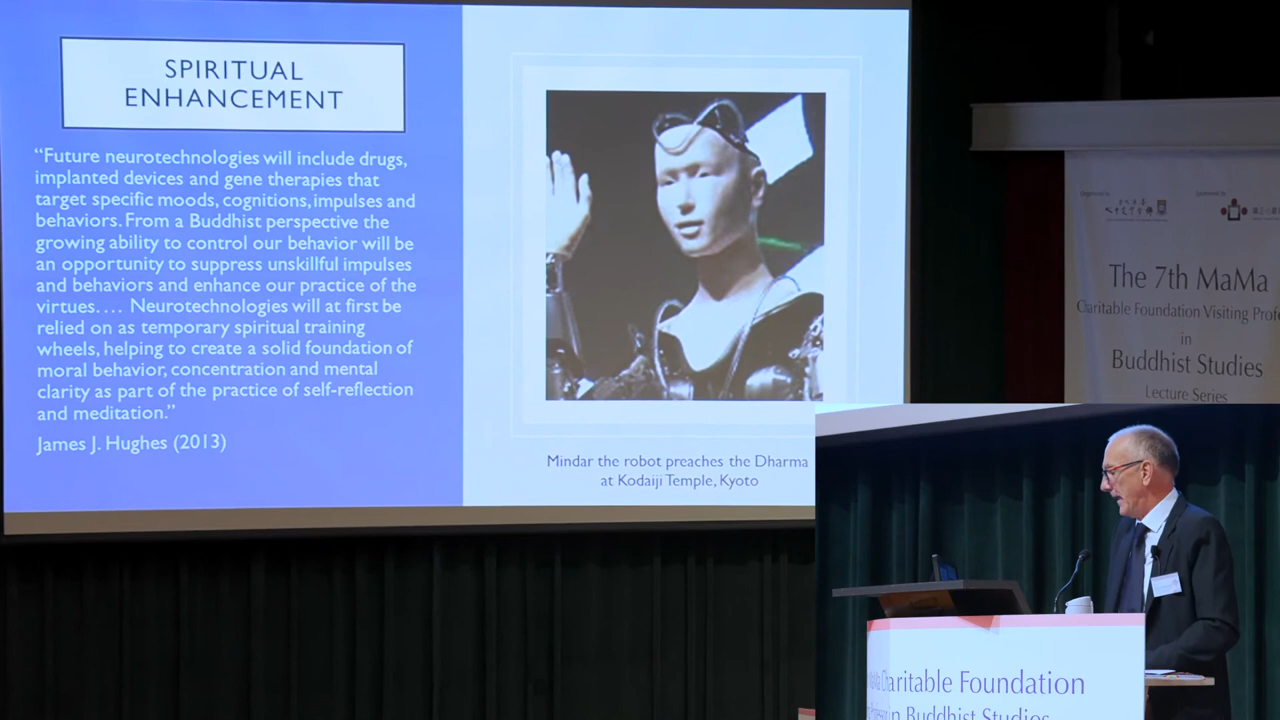 SPIRITUAL
ENHANCEMENT
“Future neurotechnologies will include drugs,
implanted devices and gene therapies that
target specific moods, cognitions, impulses and
behaviors. From a Buddhist perspective the
growing ability to control our behavior will be
an opportunity to suppress unskillful impulses
and behaviors and enhance our practice of the
virtues.… Neurotechnologies will at first be
relied on as temporary spiritual training
wheels, helping to create a solid foundation of
moral behavior, concentration and mental
clarity as part of the practice of self-reflection
and meditation.”
James J. Hughes (2013)
Mindar the robot preaches the Dharma
at Kodaiji Temple, Kyoto
The 7th MaMa
Charitable Foundation Visiting Prof
in
Buddhist Studies
Lecture Series
Charitable Foundation
in Buddhist Studies